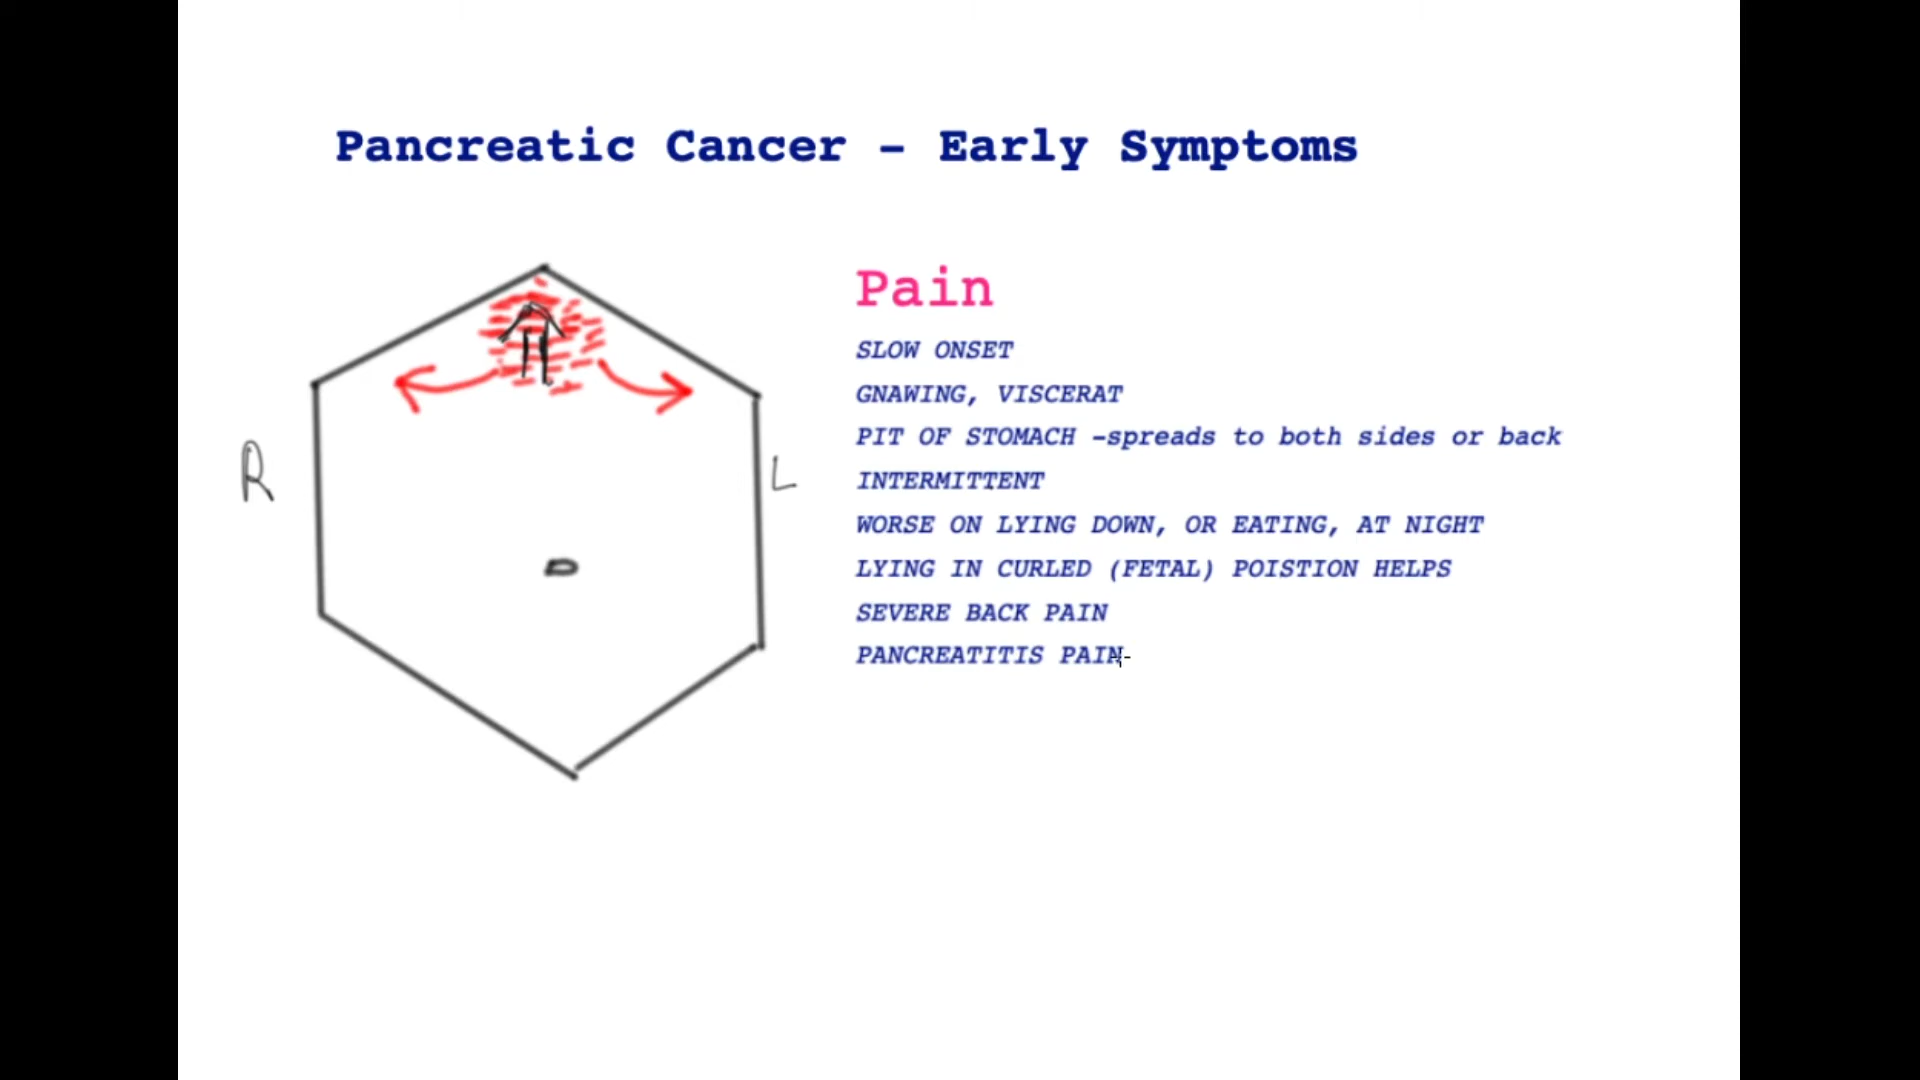 Pancreatic Cancer - Early Symptoms
Pain
SLOW ONSET
GNAWING, VISCERAT
PIT OF STOMACH -spreads to both sides or back
R
L
INTERMITTENT
WORSE ON LYING DOWN, OR EATING, AT NIGHT
LYING IN CURLED (FETAL) POISTION HELPS
SEVERE BACK PAIN
PANCREATITIS PAIN